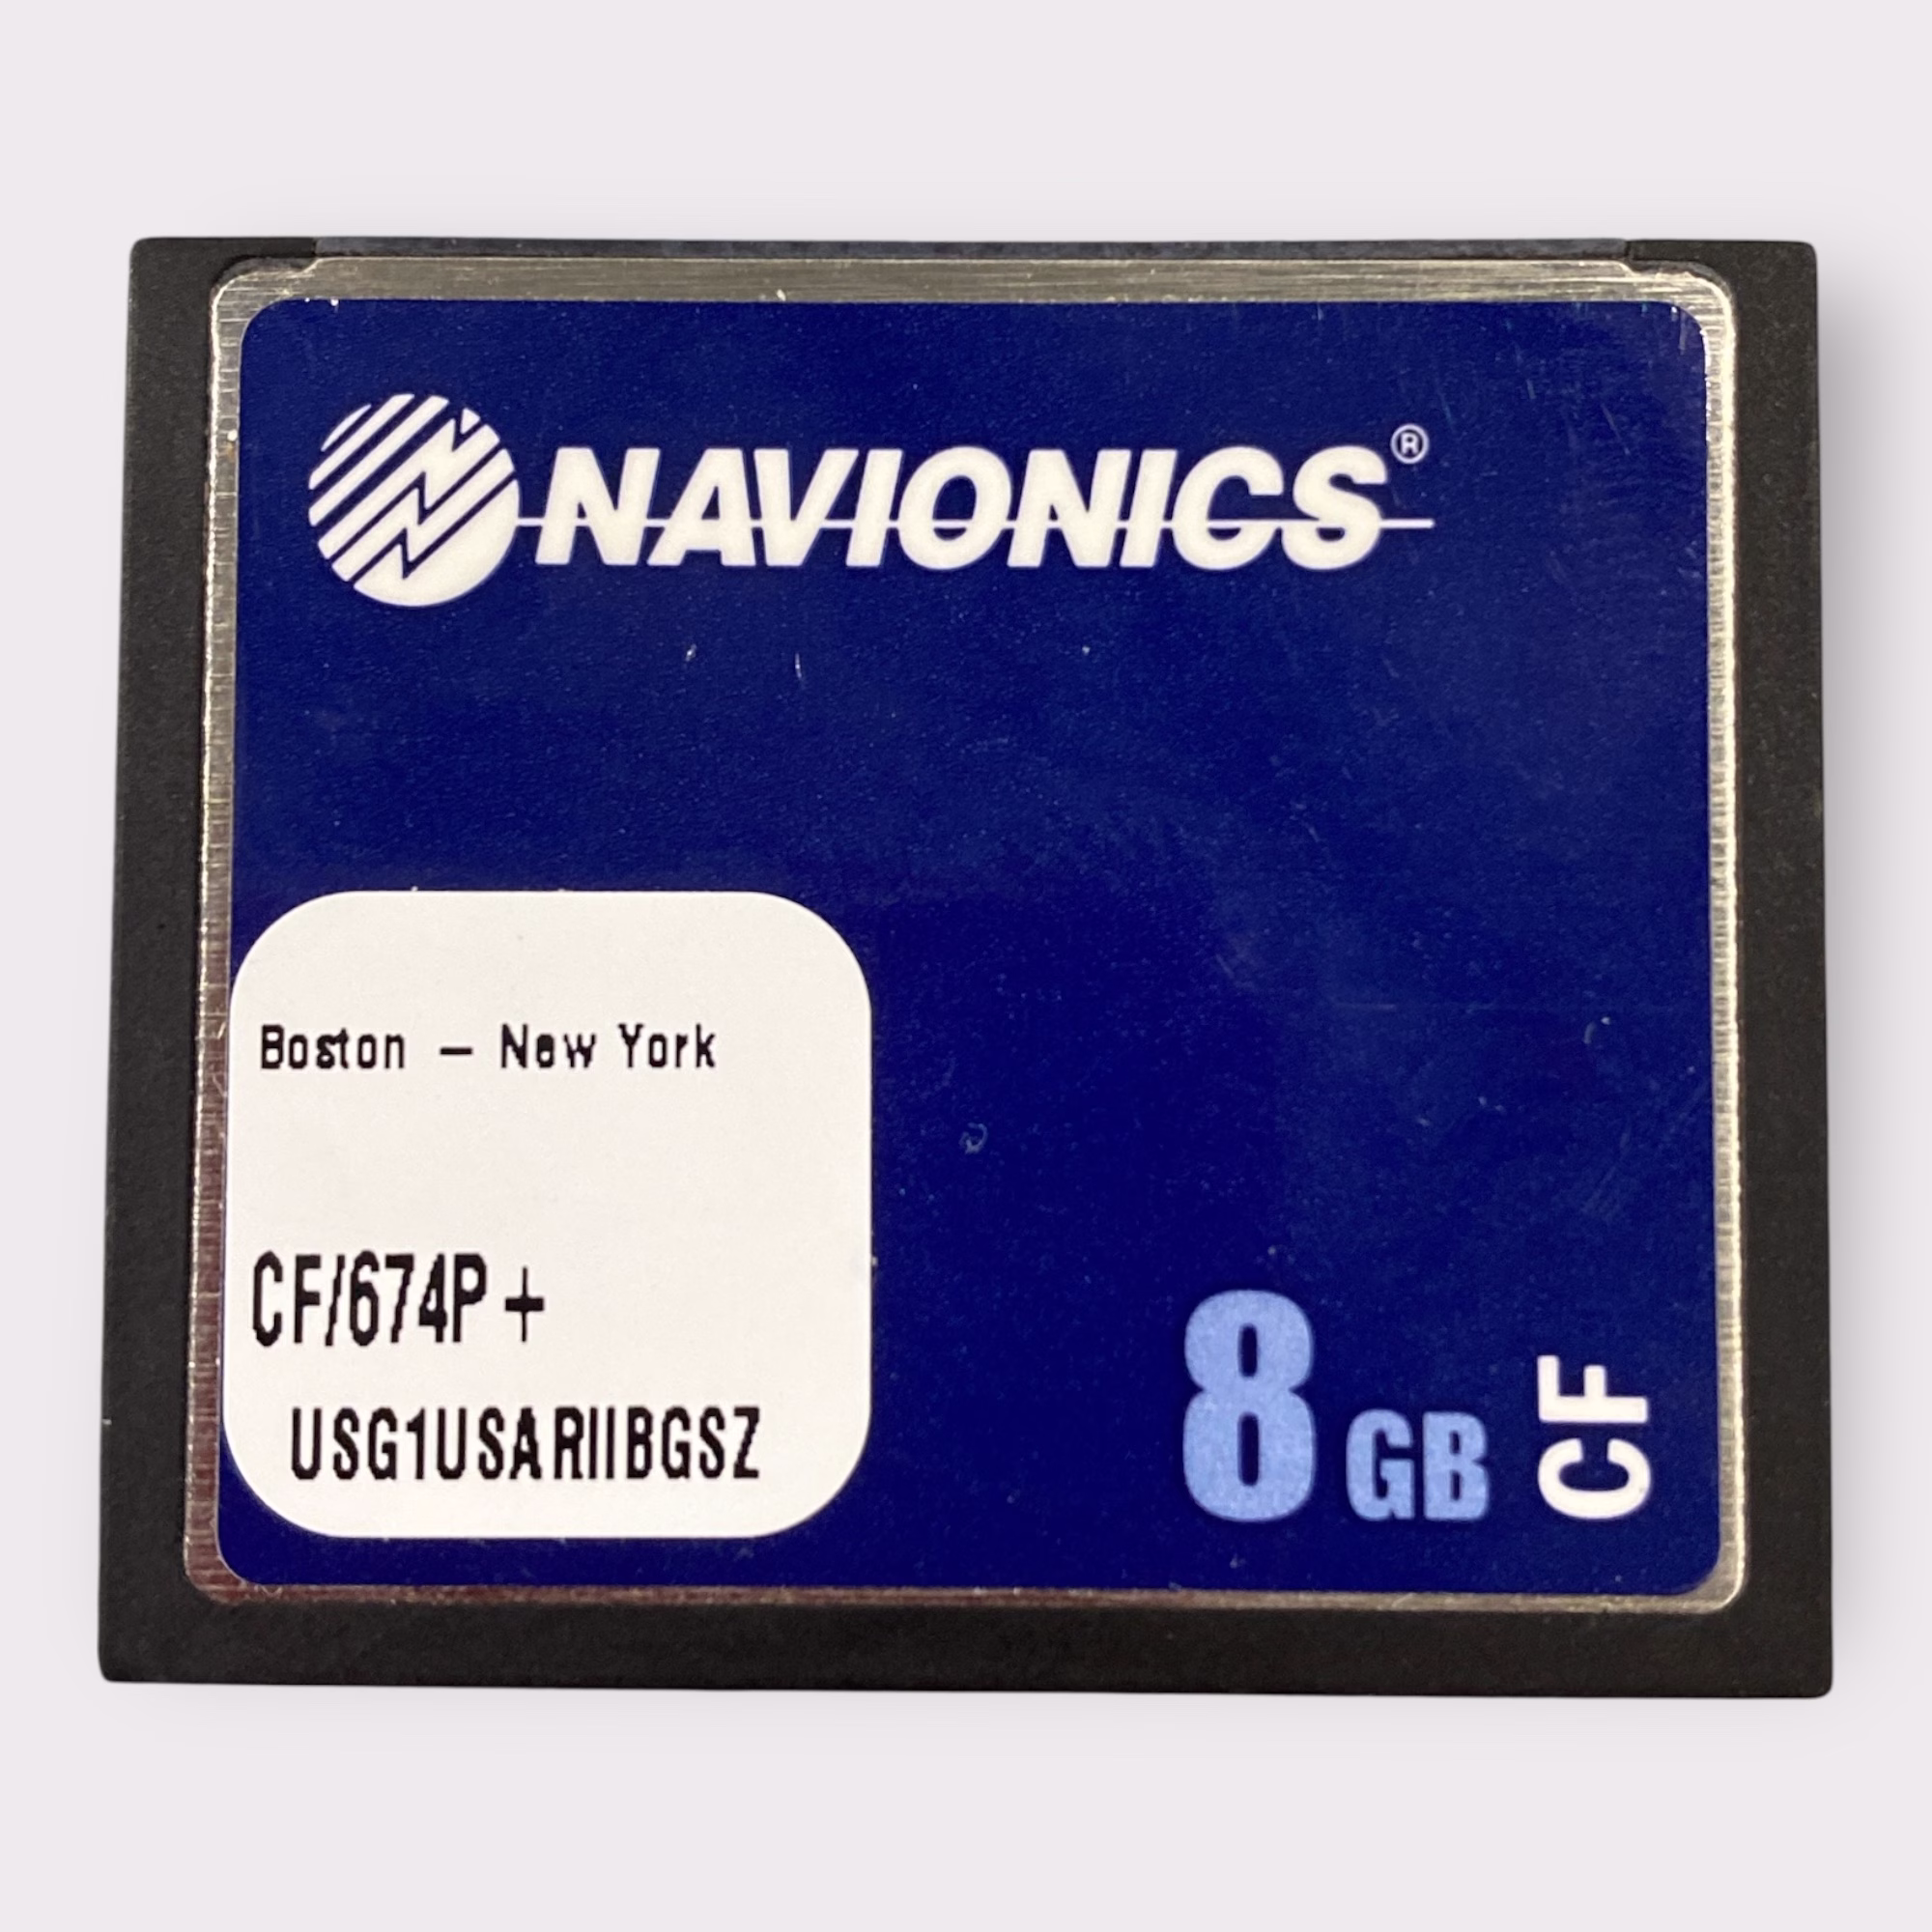 NAVIONICS®
Boston – New York
CF/674P+
USG1USARIIBGSZ
8 GB CF